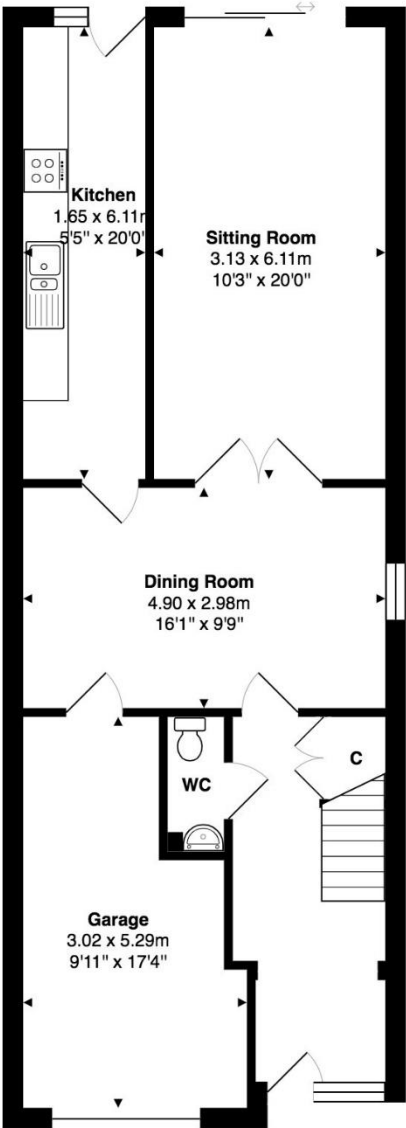 Kitchen
1.65 x 6.11m
5'5" x 20'0"
Sitting Room
3.13 x 6.11m
10'3" x 20'0"
Dining Room
4.90 x 2.98m
16'1" x 9'9"
WC
C
Garage
3.02 x 5.29m
9'11" x 17'4"